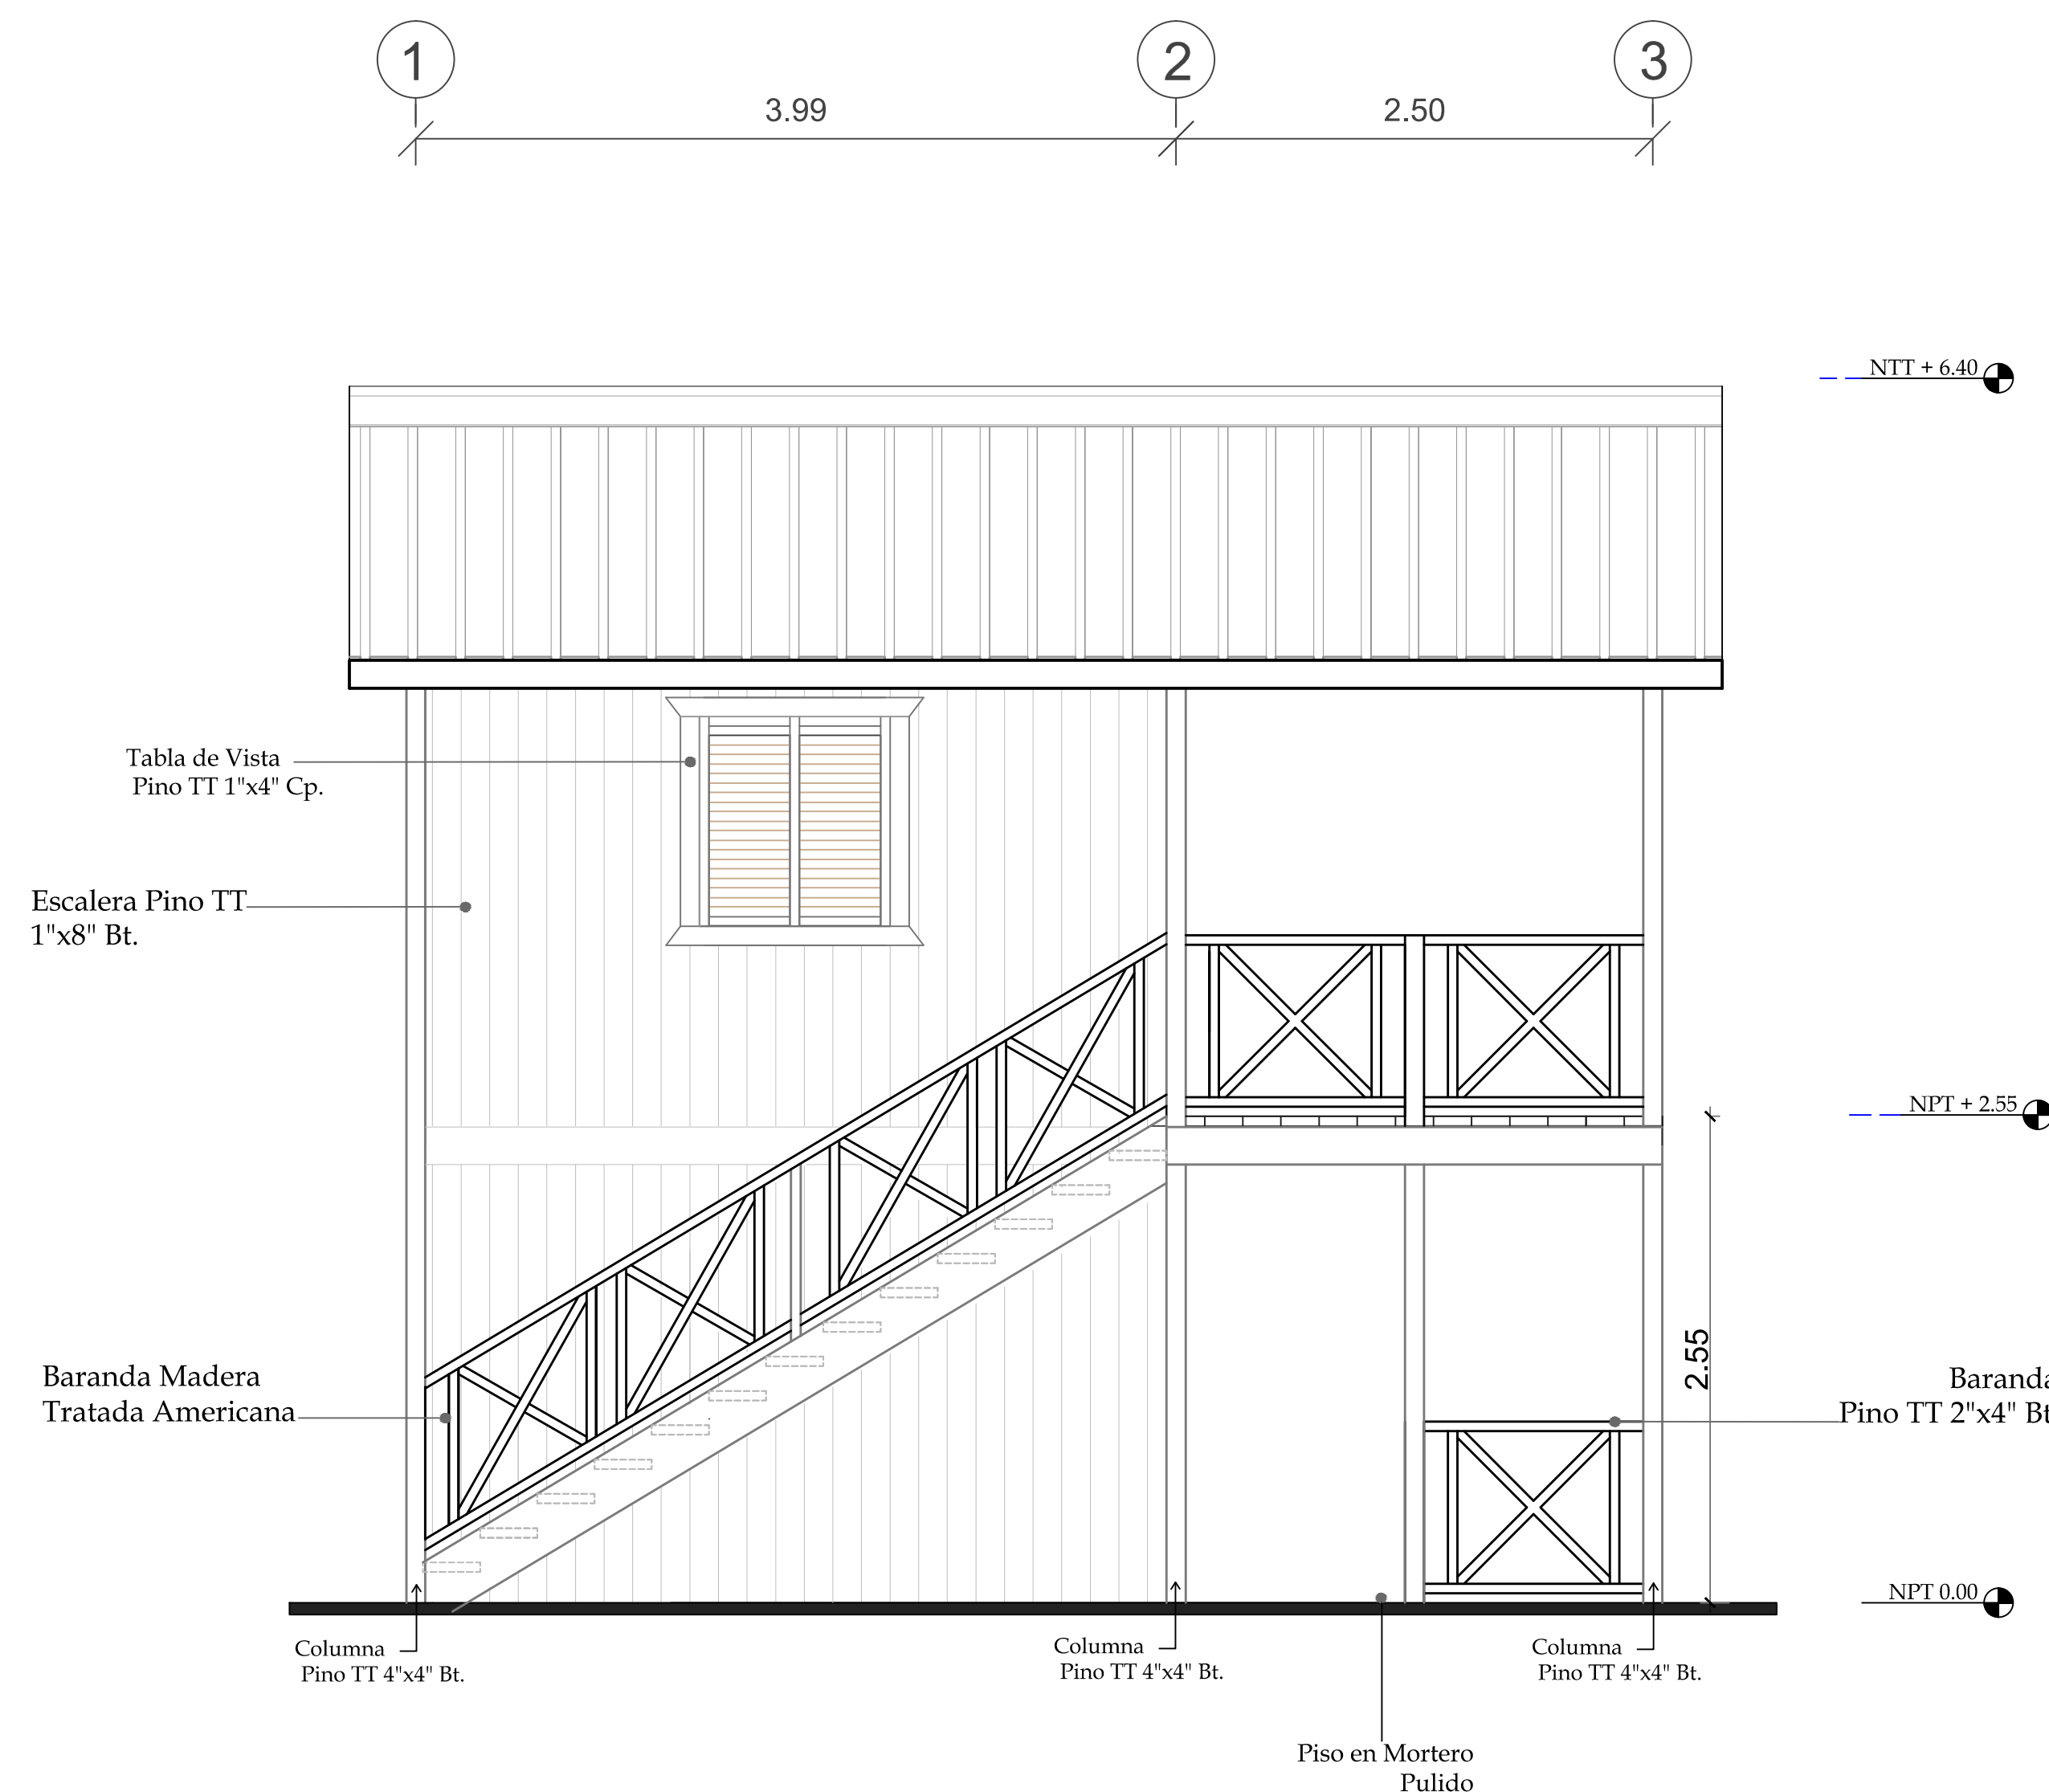 1
2
3
3.99
2.50
NTT + 6.40
Tabla de Vista
Pino TT 1"x4" Cp.
Escalera Pino TT
1"x8" Bt.
NPT + 2.55
2.55
Baranda Madera
Tratada Americana
Baranda
Pino TT 2"x4" Bt
NPT 0.00
Columna
Pino TT 4"x4" Bt.
Columna
Pino TT 4"x4" Bt.
Columna
Pino TT 4"x4" Bt.
Piso en Mortero
Pulido